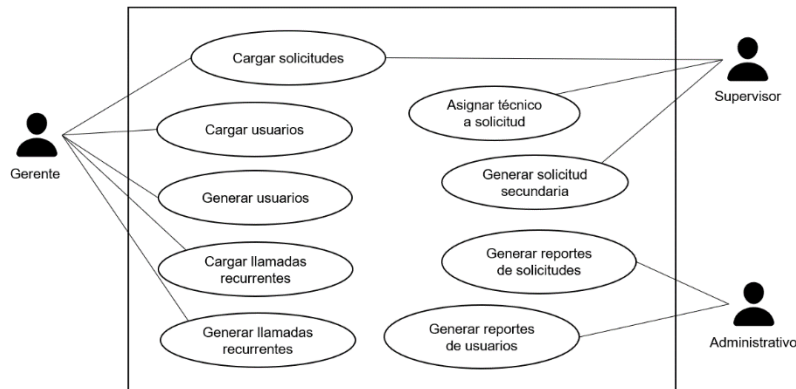 Cargar solicitudes
Supervisor
Asignar técnico
a solicitud
Cargar usuarios
Gerente
Generar solicitud
secundaria
Generar usuarios
Generar reportes
de solicitudes
Cargar llamadas
recurrentes
Generar reportes
de usuarios
Generar llamadas
recurrentes
Administrativo